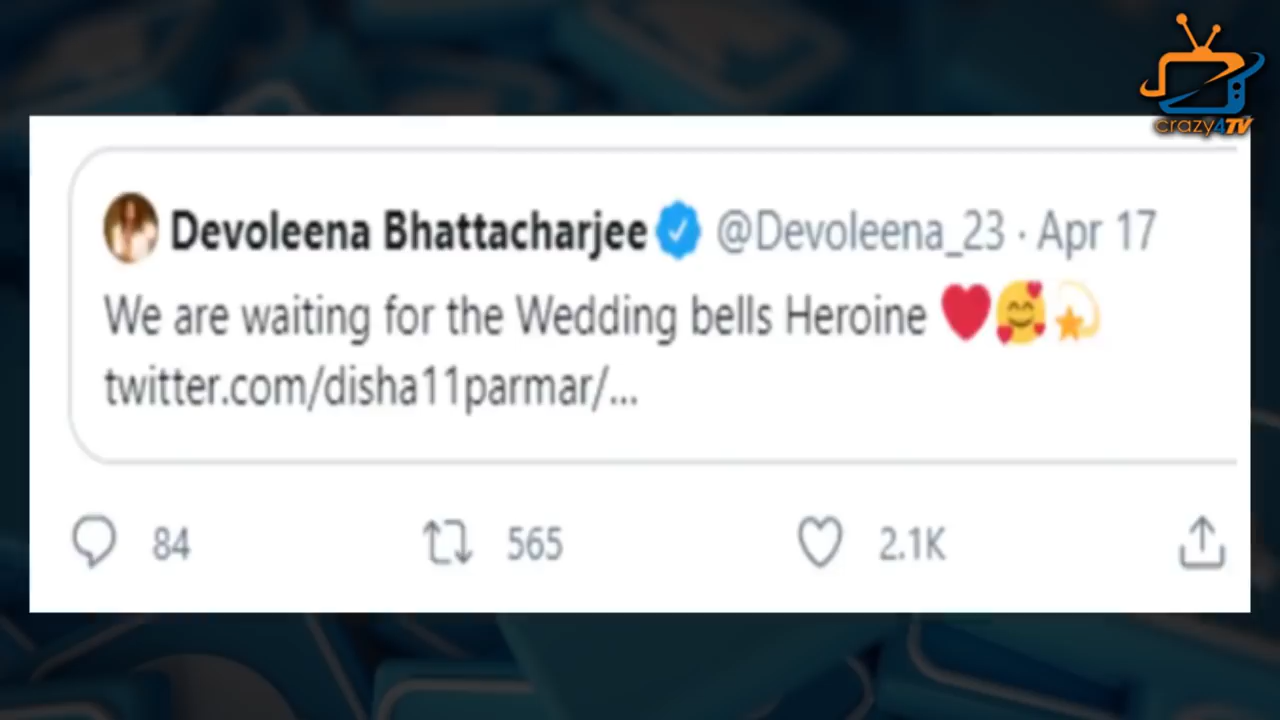 crazy4TV
Devoleena Bhattacharjee @Devoleena_23 · Apr 17
We are waiting for the Wedding bells Heroine ❤️🥰💫
twitter.com/disha11parmar/...
84 565 2.1K